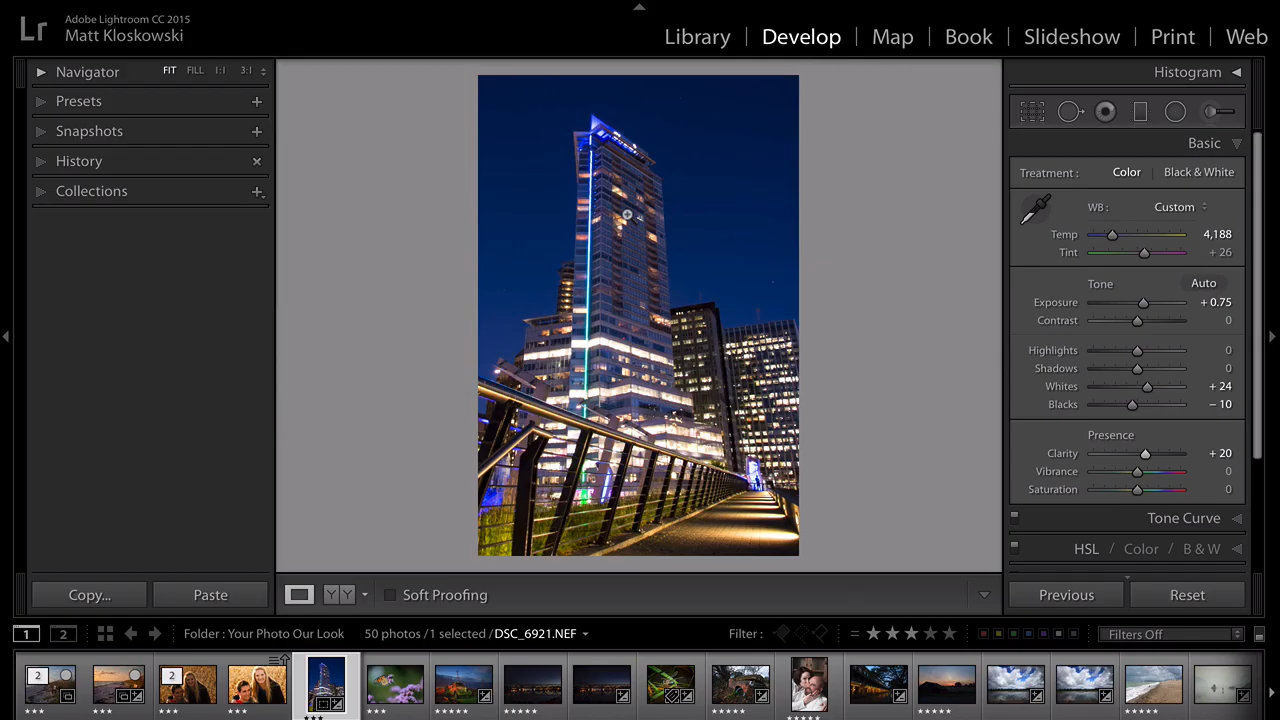 Lr
Adobe Lightroom CC 2015
Matt Kloskowski
Library | Develop | Map | Book | Slideshow | Print | Web
Navigator FIT FILL 1:1 3:1
Presets
Snapshots
History
Collections
Copy...
Paste
Histogram
Basic
Treatment : Color | Black & White
WB : Custom
Temp 4,188
Tint + 26
Tone Auto
Exposure + 0.75
Contrast 0
Highlights 0
Shadows 0
Whites + 24
Blacks – 10
Presence
Clarity + 20
Vibrance 0
Saturation 0
Tone Curve
HSL / Color / B & W
Previous
Reset
YY Soft Proofing
1 2 Folder : Your Photo Our Look 50 photos / 1 selected / DSC_6921.NEF Filter : Filters Off
2 2